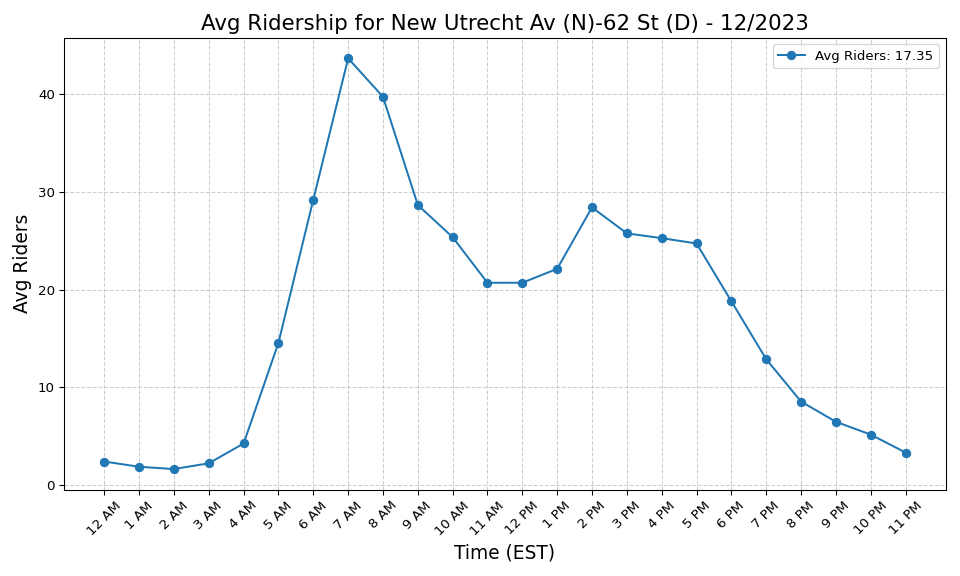 Avg Ridership for New Utrecht Av (N)-62 St (D) - 12/2023
Avg Riders: 17.35
Avg Riders
40
30
20
10
0
12 AM 1 AM 2 AM 3 AM 4 AM 5 AM 6 AM 7 AM 8 AM 9 AM 10 AM 11 AM 12 PM 1 PM 2 PM 3 PM 4 PM 5 PM 6 PM 7 PM 8 PM 9 PM 10 PM 11 PM
Time (EST)